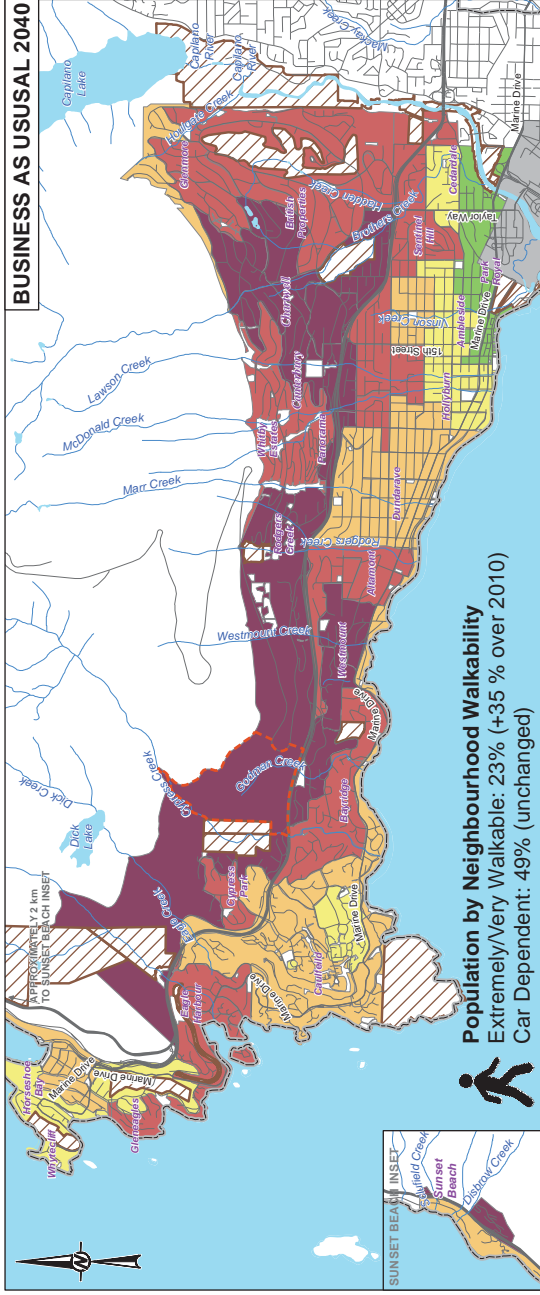 BUSINESS AS USUSAL 2040
Capilano
Lake
Capilano
River
Capilano
River
Mackay Creek
Houlgate Creek
Glenmore
Hadden Creek
British
Properties
Brothers Creek
Chartwell
Lawson Creek
McDonald Creek
Marr Creek
Whitby
Estates
Canterbury
Panorama
Rodgers
Creek
Rodgers Creek
Westmount Creek
Westmount
Altamont
Dundarave
Hollyburn
15th Street
Vinson Creek
Ambleside
Marine Drive
Park
Royal
Taylor Way
Sentinel
Hill
Cedardale
Marine Drive
Marine Drive
Godman Creek
Cypress Creek
Bayridge
Cypress
Park
Dick Creek
Dick
Lake
Eagle Creek
Caulfeild
Marine Drive
Marine Drive
Eagle
Harbour
APPROXIMATELY 2 km
TO SUNSET BEACH INSET
Horseshoe
Bay
Marine Drive
Marine Drive
Whytecliff
Gleneagles
N
SUNSET BEACH INSET
Sunset
Beach
Disbrow Creek
Population by Neighbourhood Walkability
Extremely/Very Walkable: 23% (+35 % over 2010)
Car Dependent: 49% (unchanged)